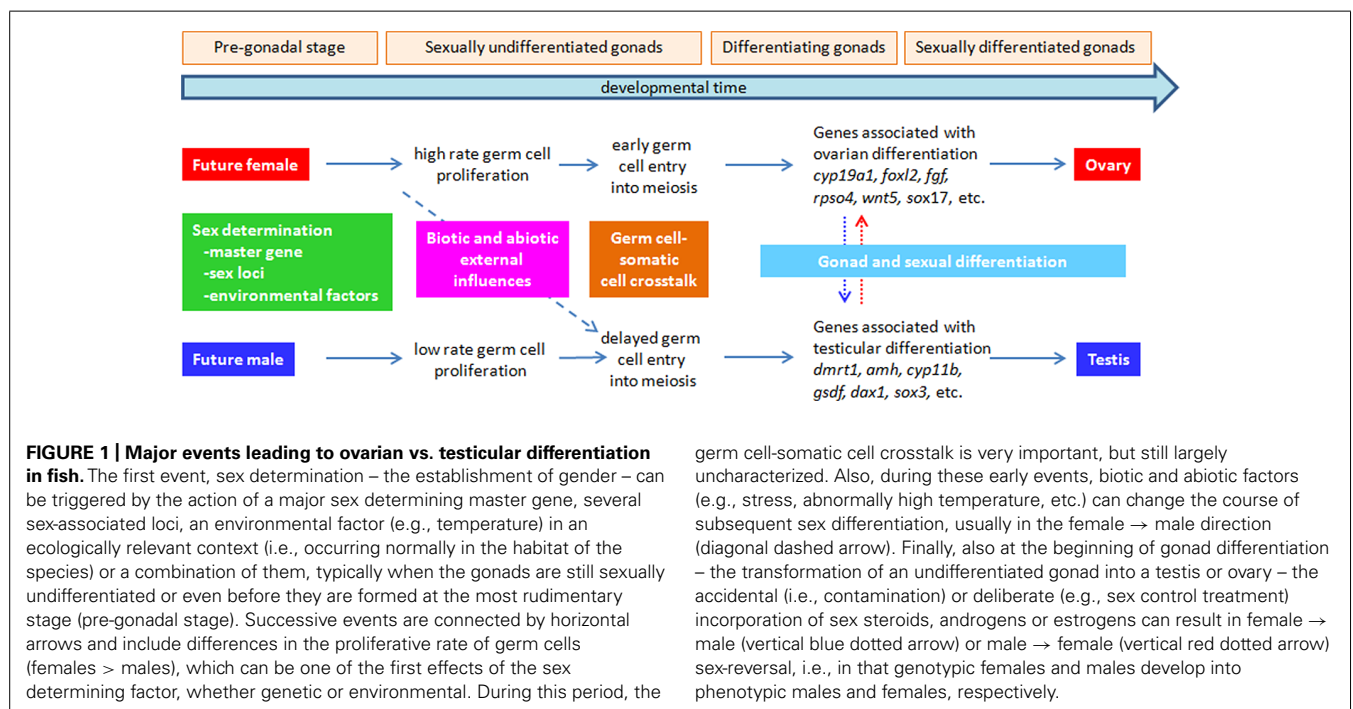 Pre-gonadal stage
Sexually undifferentiated gonads
Differentiating gonads
Sexually differentiated gonads
developmental time
Future female
high rate germ cell
proliferation
early germ
cell entry
into meiosis
Genes associated with
ovarian differentiation
cyp19a1, foxl2, fgf,
rpso4, wnt5, sox17, etc.
Ovary
Sex determination
-master gene
-sex loci
-environmental factors
Biotic and abiotic
external
influences
Germ cell-
somatic
cell crosstalk
Gonad and sexual differentiation
Future male
low rate germ cell
proliferation
delayed germ
cell entry
into meiosis
Genes associated with
testicular differentiation
dmrt1, amh, cyp11b,
gsdf, dax1, sox3, etc.
Testis
FIGURE 1 | Major events leading to ovarian vs. testicular differentiation
in fish. The first event, sex determination – the establishment of gender – can
be triggered by the action of a major sex determining master gene, several
sex-associated loci, an environmental factor (e.g., temperature) in an
ecologically relevant context (i.e., occurring normally in the habitat of the
species) or a combination of them, typically when the gonads are still sexually
undifferentiated or even before they are formed at the most rudimentary
stage (pre-gonadal stage). Successive events are connected by horizontal
arrows and include differences in the proliferative rate of germ cells
(females > males), which can be one of the first effects of the sex
determining factor, whether genetic or environmental. During this period, the
germ cell-somatic cell crosstalk is very important, but still largely
uncharacterized. Also, during these early events, biotic and abiotic factors
(e.g., stress, abnormally high temperature, etc.) can change the course of
subsequent sex differentiation, usually in the female → male direction
(diagonal dashed arrow). Finally, also at the beginning of gonad differentiation
– the transformation of an undifferentiated gonad into a testis or ovary – the
accidental (i.e., contamination) or deliberate (e.g., sex control treatment)
incorporation of sex steroids, androgens or estrogens can result in female →
male (vertical blue dotted arrow) or male → female (vertical red dotted arrow)
sex-reversal, i.e., in that genotypic females and males develop into
phenotypic males and females, respectively.